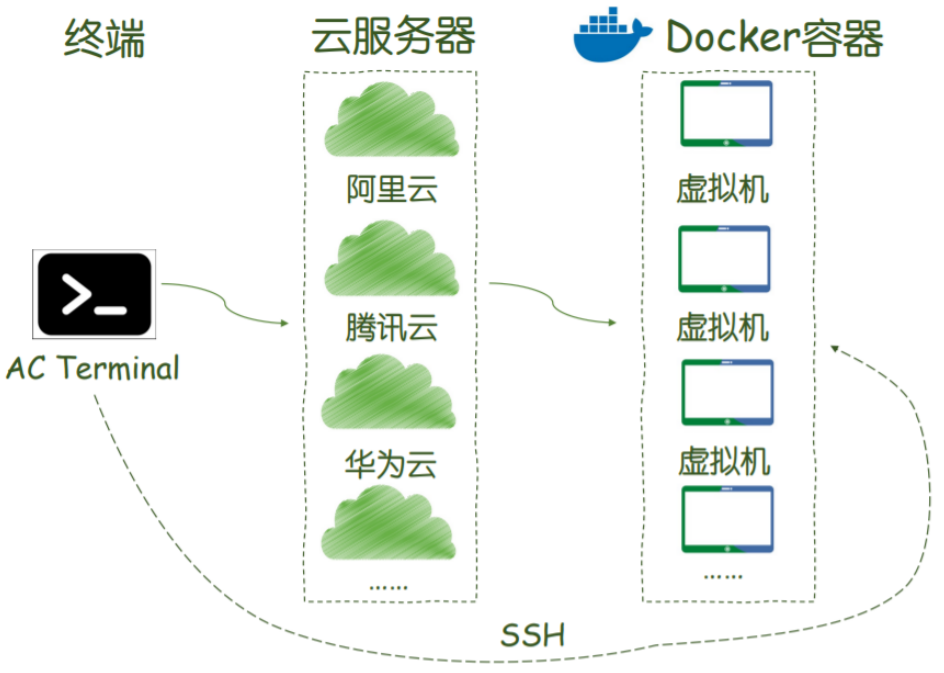 终端
云服务器
Docker容器
阿里云
虚拟机
腾讯云
虚拟机
AC Terminal
华为云
虚拟机
……
……
SSH